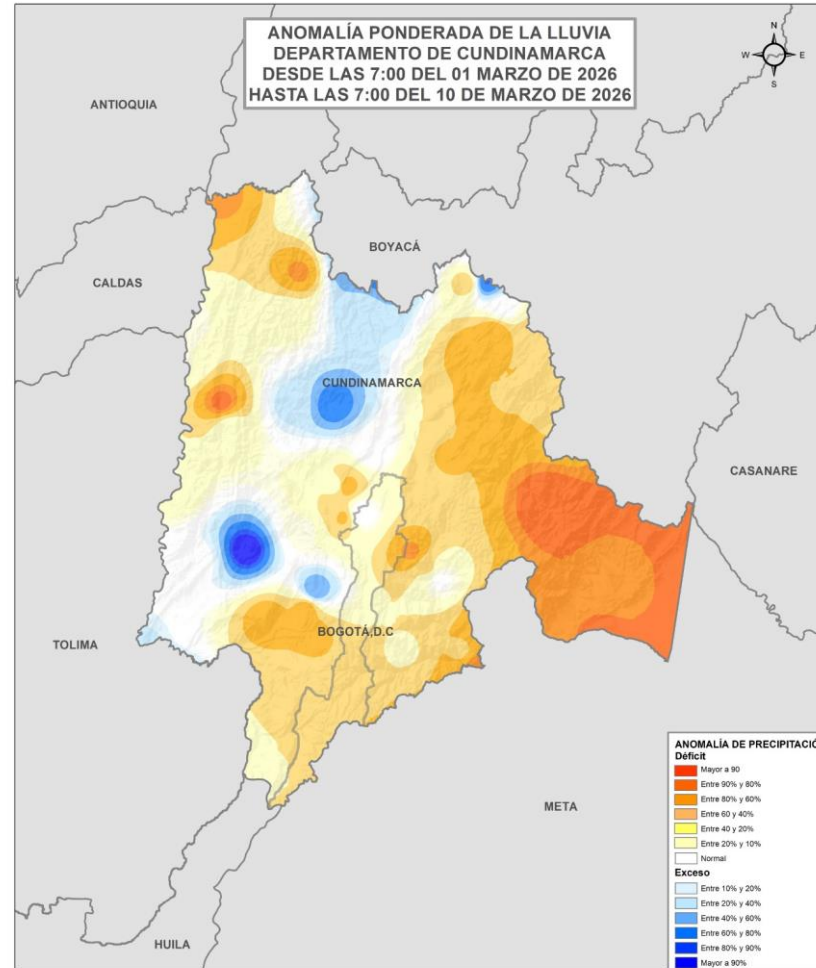 ANOMALÍA PONDERADA DE LA LLUVIA
DEPARTAMENTO DE CUNDINAMARCA
DESDE LAS 7:00 DEL 01 MARZO DE 2026
HASTA LAS 7:00 DEL 10 DE MARZO DE 2026
N
W E
S
ANTIOQUIA
BOYACÁ
CALDAS
CUNDINAMARCA
CASANARE
BOGOTÁ,D.C
TOLIMA
META
HUILA
ANOMALÍA DE PRECIPITACIÓ
Déficit
Mayor a 90
Entre 90% y 80%
Entre 80% y 60%
Entre 60 y 40%
Entre 40 y 20%
Entre 20% y 10%
Normal
Exceso
Entre 10% y 20%
Entre 20% y 40%
Entre 40% y 60%
Entre 60% y 80%
Entre 80% y 90%
Mayor a 90%